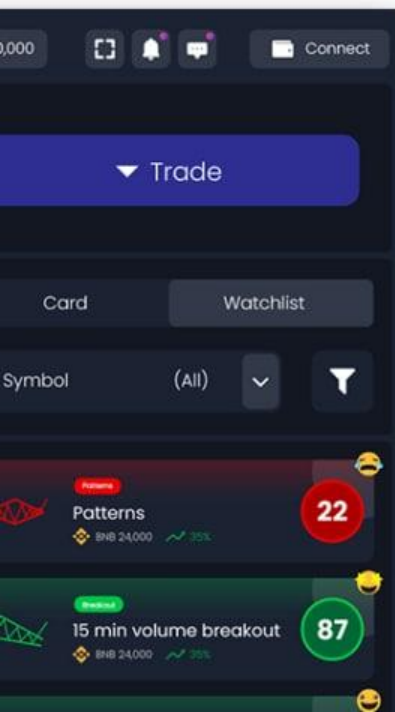 0,000 Connect
Trade
Card Watchlist
Symbol (All)
Patterns
Patterns
22
BNB 24,000 35%
Breakout
15 min volume breakout
87
BNB 24,000 35%